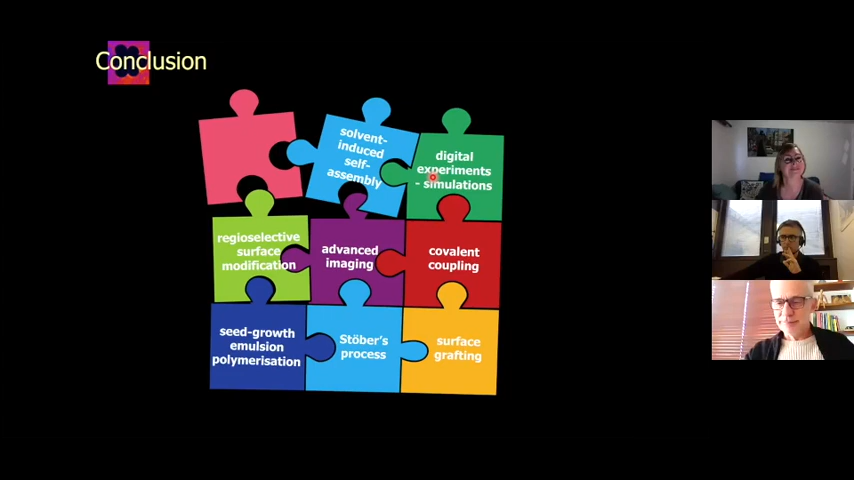 Conclusion
solvent-
induced
self-
assembly
digital
experiments
- simulations
regioselective
surface
modification
advanced
imaging
covalent
coupling
seed-growth
emulsion
polymerisation
Stöber's
process
surface
grafting